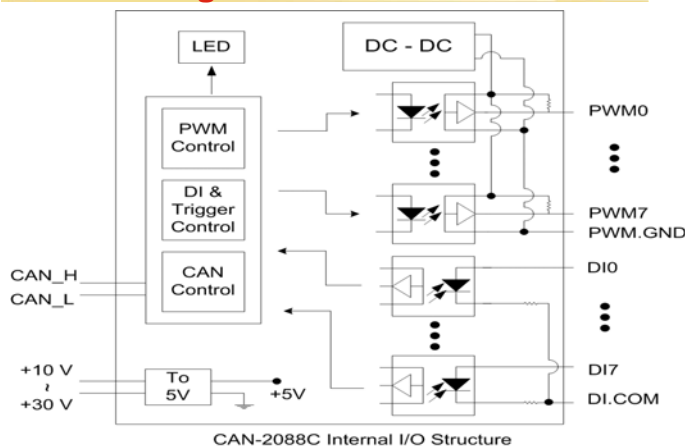 LED
DC - DC
PWM
Control
DI &
Trigger
Control
CAN
Control
CAN_H
CAN_L
+10 V
~
+30 V
To
5V
+5V
PWM0
PWM7
PWM.GND
DI0
DI7
DI.COM
CAN-2088C Internal I/O Structure